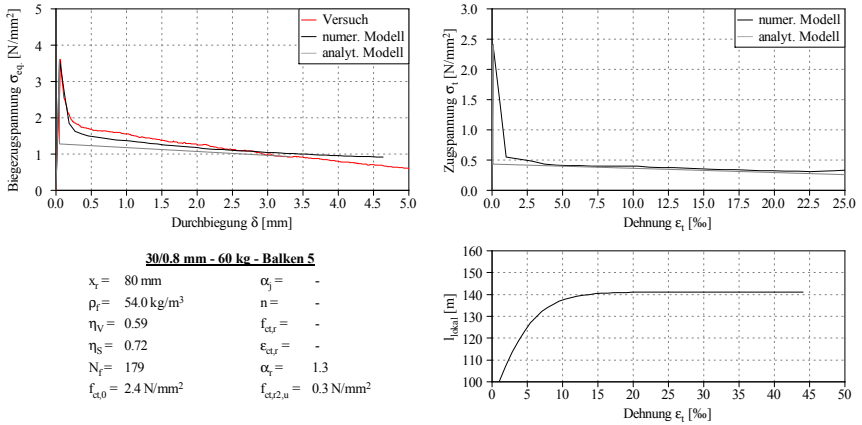 Biegezugspannung σeq. [N/mm²]
5
4
3
2
1
0
0.0 0.5 1.0 1.5 2.0 2.5 3.0 3.5 4.0 4.5 5.0
Durchbiegung δ [mm]
Versuch
numer. Modell
analyt. Modell
Zugspannung σt [N/mm²]
3.0
2.5
2.0
1.5
1.0
0.5
0.0
0.0 2.5 5.0 7.5 10.0 12.5 15.0 17.5 20.0 22.5 25.0
Dehnung εt [‰]
numer. Modell
analyt. Modell
30/0.8 mm - 60 kg - Balken 5
xr = 80 mm αj = -
ρf = 54.0 kg/m³ n = -
ηV = 0.59 fct,r = -
ηS = 0.72 εct,r = -
Nf = 179 αr = 1.3
fct,0 = 2.4 N/mm² fct,r2,u = 0.3 N/mm²
llokal [m]
160
150
140
130
120
110
100
0 5 10 15 20 25 30 35 40 45 50
Dehnung εt [‰]